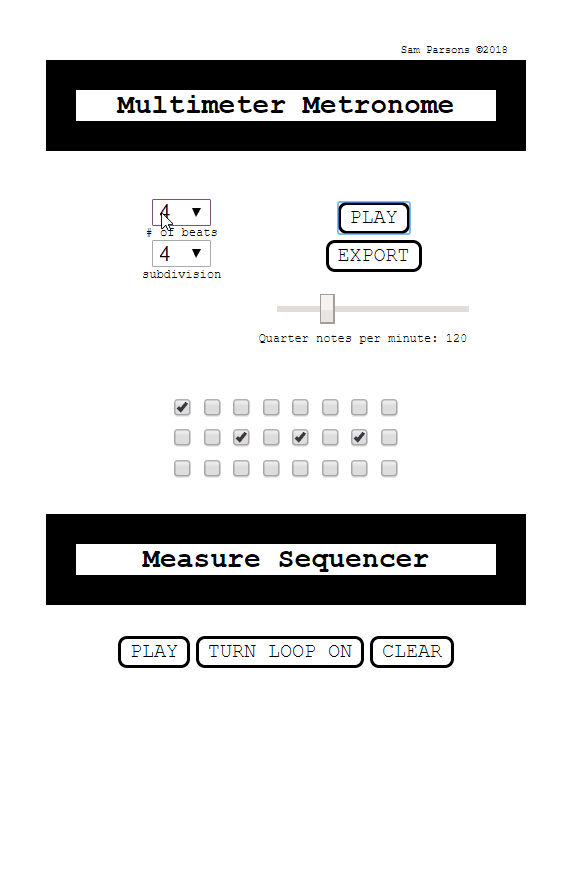 Sam Parsons ©2018
Multimeter Metronome
4
# of beats
4
subdivision
PLAY
EXPORT
Quarter notes per minute: 120
Measure Sequencer
PLAY
TURN LOOP ON
CLEAR